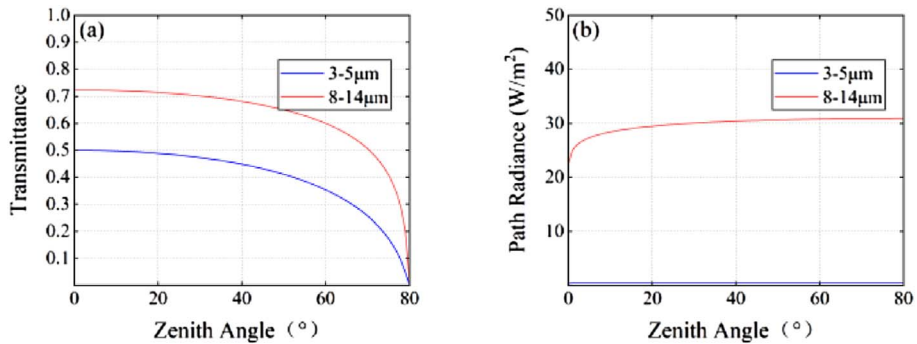 (a)
Transmittance
1.0
0.9
0.8
0.7
0.6
0.5
0.4
0.3
0.2
0.1
3-5μm
8-14μm
0 20 40 60 80
Zenith Angle（°）
(b)
Path Radiance (W/m²)
50
40
30
20
10
3-5μm
8-14μm
0 20 40 60 80
Zenith Angle（°）